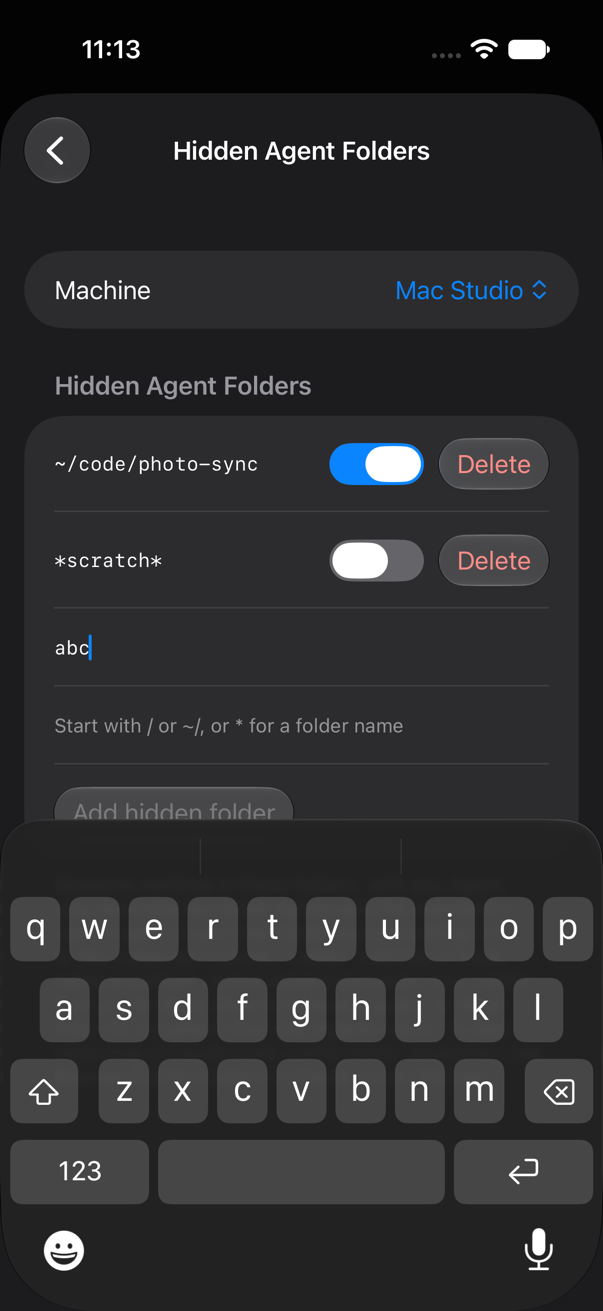 11:13
Hidden Agent Folders
Machine
Mac Studio
Hidden Agent Folders
~/code/photo-sync
Delete
*scratch*
Delete
abc
Start with / or ~/, or * for a folder name
Add hidden folder
q w e r t y u i o p
a s d f g h j k l
z x c v b n m
123